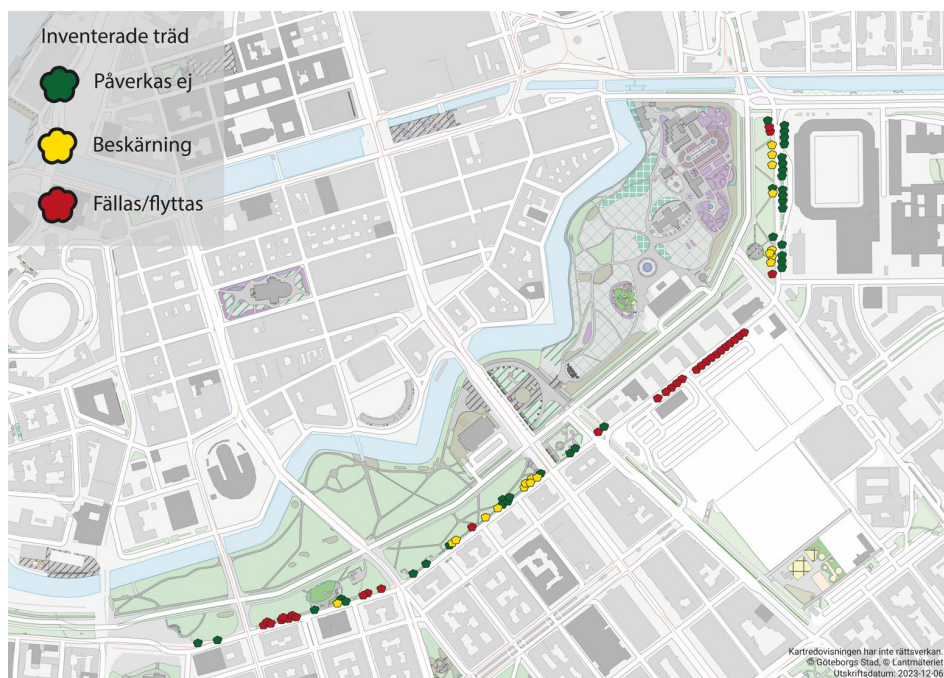 Inventerade träd
Påverkas ej
Beskärning
Fällas/flyttas
Kartredovisningen har inte rättsverkan.
© Göteborgs Stad, © Lantmäteriet
Utskriftsdatum: 2023-12-06